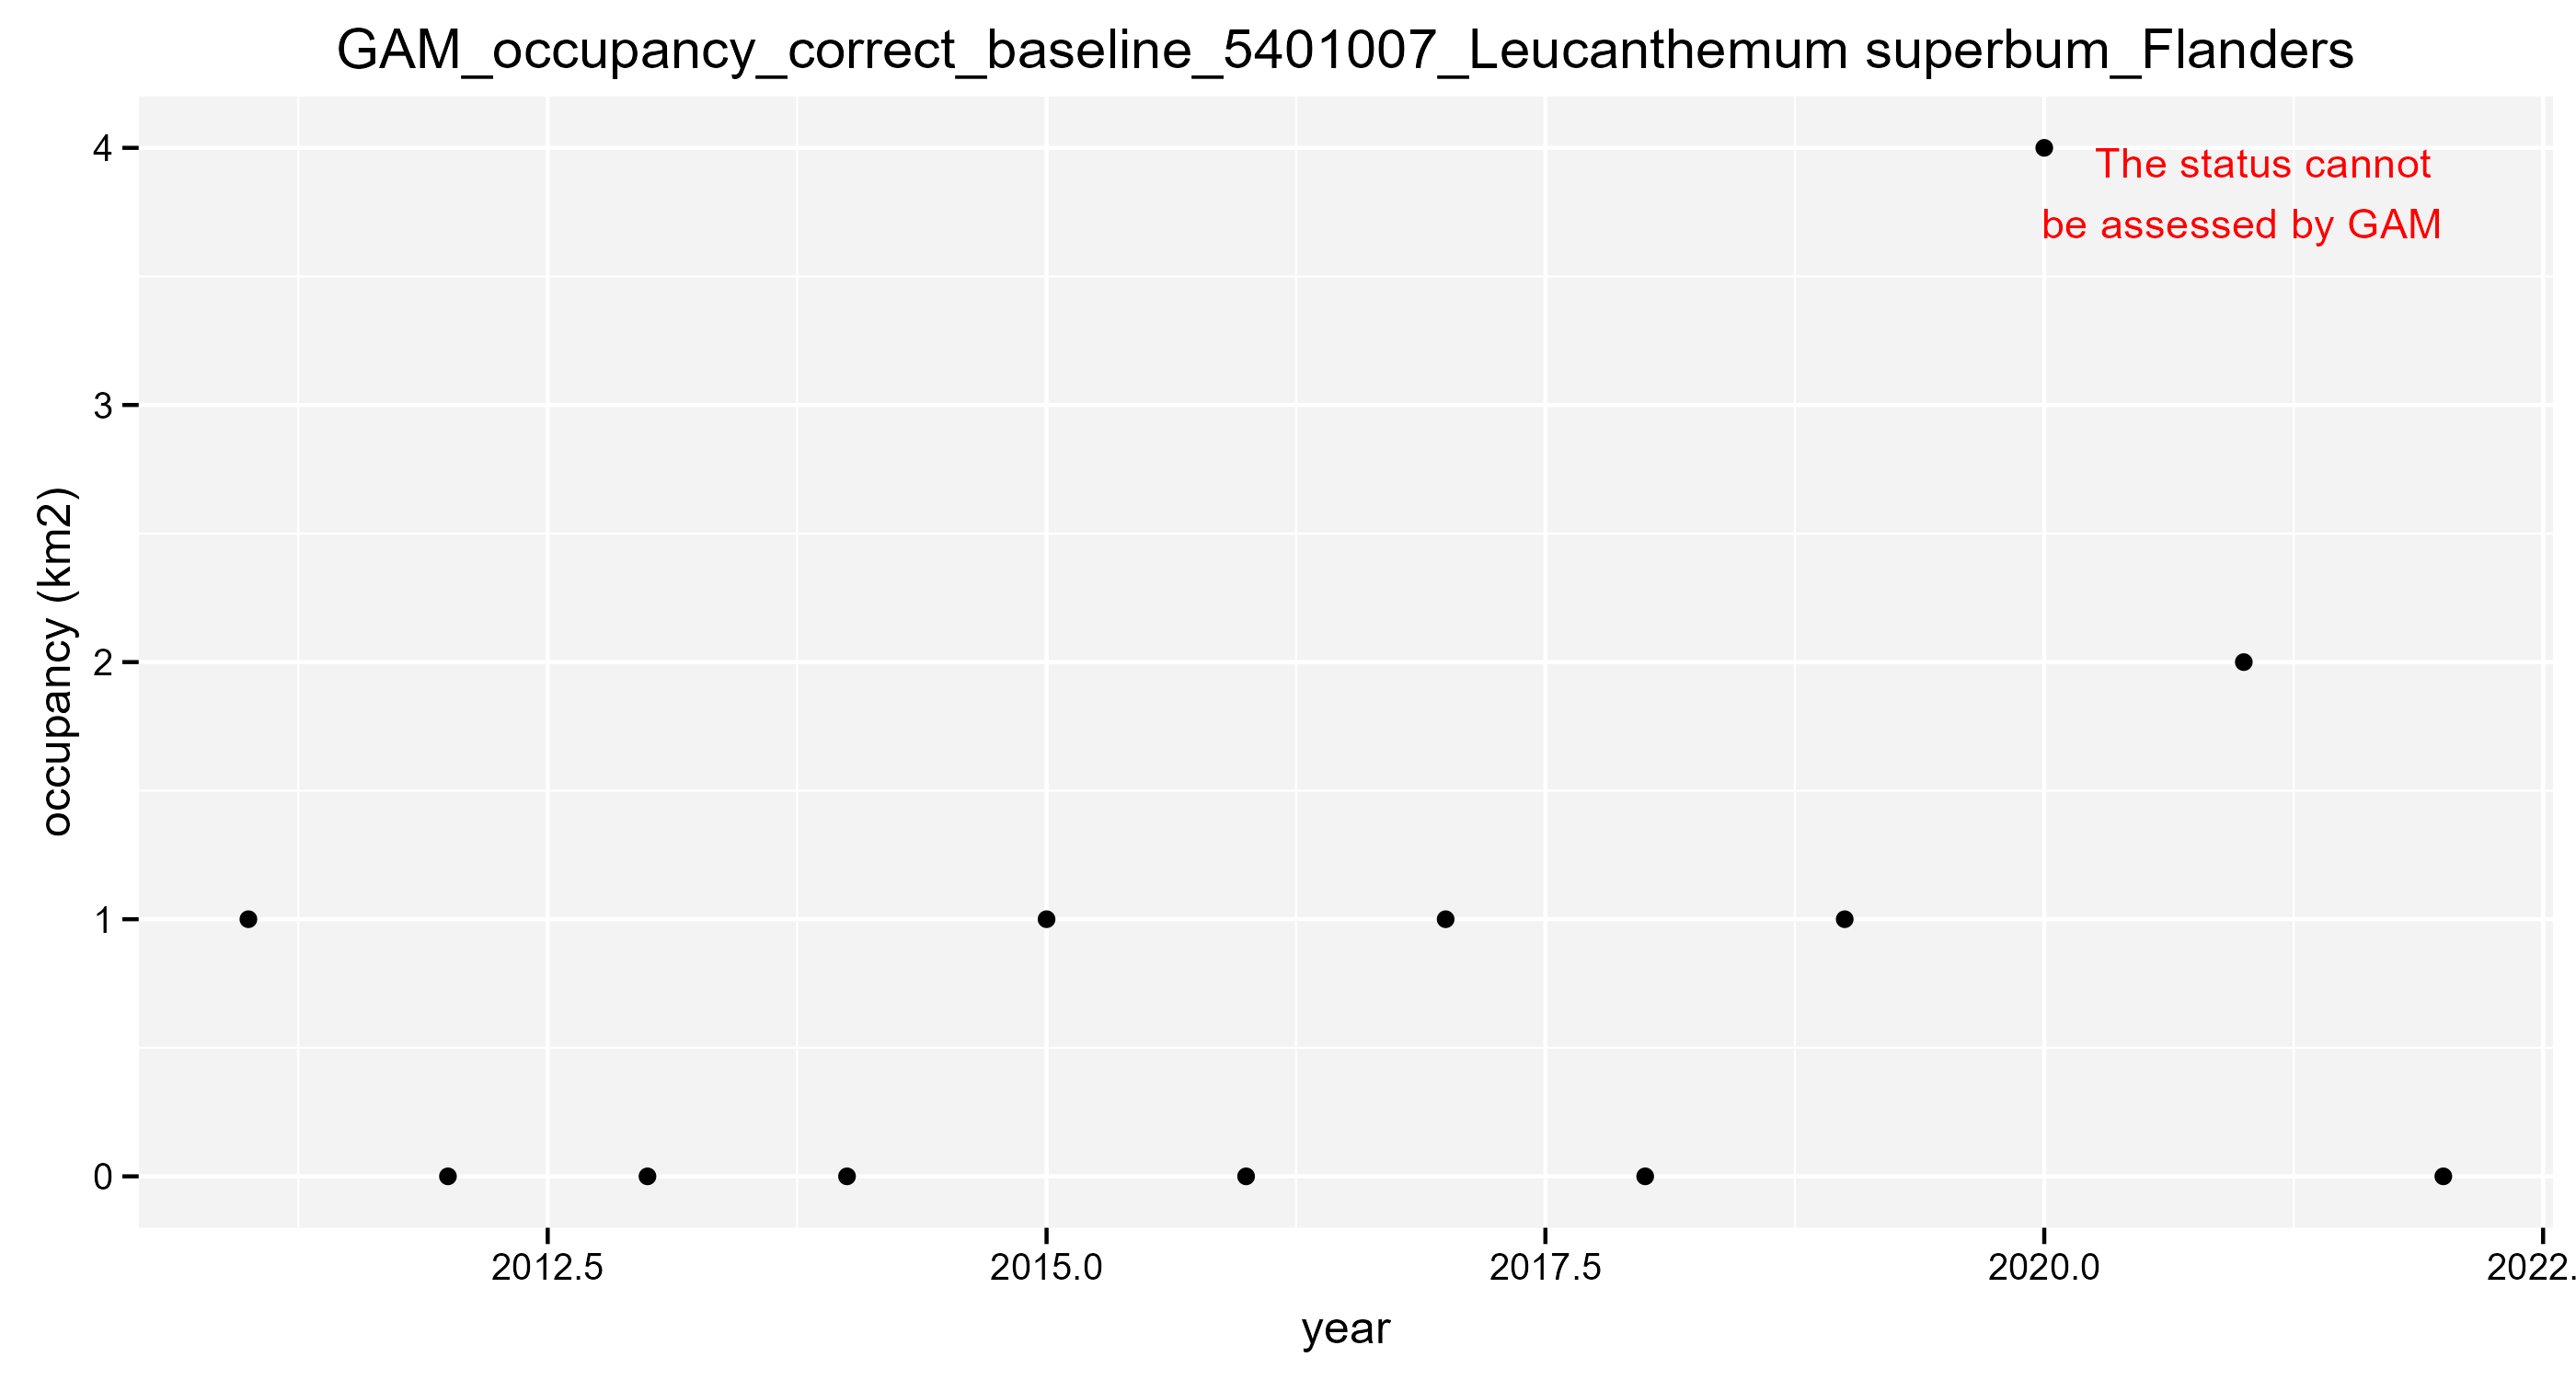 GAM_occupancy_correct_baseline_5401007_Leucanthemum superbum_Flanders
The status cannot
be assessed by GAM
4
3
2
1
0
occupancy (km2)
2012.5
2015.0
2017.5
2020.0
2022.
year